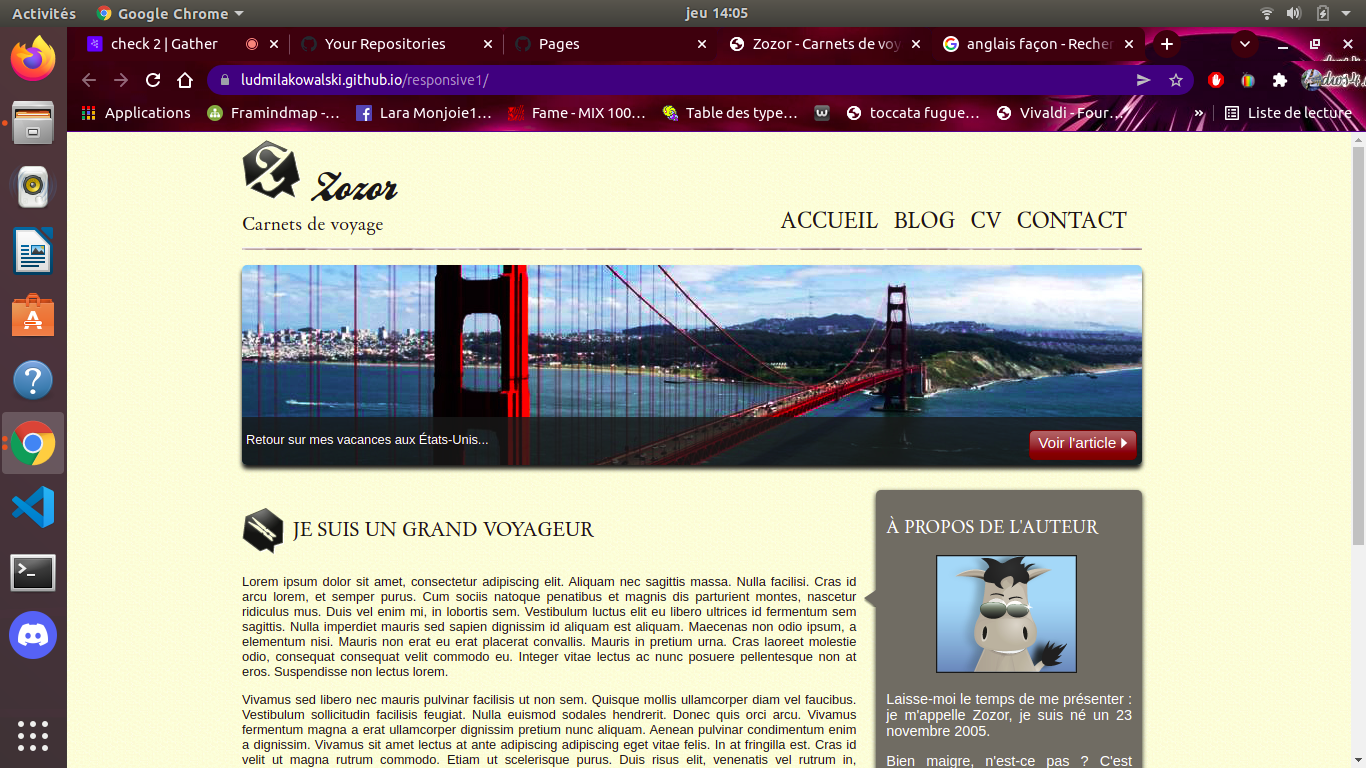 Activités Google Chrome jeu 14:05
check 2 | Gather Your Repositories Pages Zozor - Carnets de voy anglais façon - Recher
ludmilakowalski.github.io/responsive1/
Applications Framindmap -... Lara Monjoie1... Fame - MIX 100... Table des type... toccata fugue... Vivaldi - Four... » Liste de lecture
Zozor
Carnets de voyage
ACCUEIL BLOG CV CONTACT
Retour sur mes vacances aux États-Unis...
Voir l'article
JE SUIS UN GRAND VOYAGEUR
Lorem ipsum dolor sit amet, consectetur adipiscing elit. Aliquam nec sagittis massa. Nulla facilisi. Cras id
arcu lorem, et semper purus. Cum sociis natoque penatibus et magnis dis parturient montes, nascetur
ridiculus mus. Duis vel enim mi, in lobortis sem. Vestibulum luctus elit eu libero ultrices id fermentum sem
sagittis. Nulla imperdiet mauris sed sapien dignissim id aliquam est aliquam. Maecenas non odio ipsum, a
elementum nisi. Mauris non erat eu erat placerat convallis. Mauris in pretium urna. Cras laoreet molestie
odio, consequat consequat velit commodo eu. Integer vitae lectus ac nunc posuere pellentesque non at
eros. Suspendisse non lectus lorem.
Vivamus sed libero nec mauris pulvinar facilisis ut non sem. Quisque mollis ullamcorper diam vel faucibus.
Vestibulum sollicitudin facilisis feugiat. Nulla euismod sodales hendrerit. Donec quis orci arcu. Vivamus
fermentum magna a erat ullamcorper dignissim pretium nunc aliquam. Aenean pulvinar condimentum enim
a dignissim. Vivamus sit amet lectus at ante adipiscing adipiscing eget vitae felis. In at fringilla est. Cras id
velit ut magna rutrum commodo. Etiam ut scelerisque purus. Duis risus elit, venenatis vel rutrum in,
À PROPOS DE L'AUTEUR
Laisse-moi le temps de me présenter :
je m'appelle Zozor, je suis né un 23
novembre 2005.
Bien maigre, n'est-ce pas ? C'est